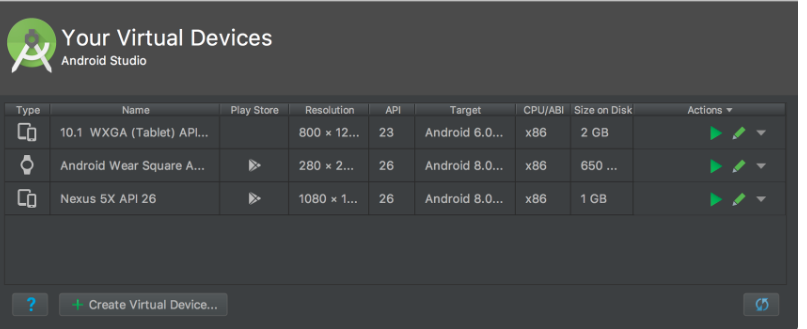 Your Virtual Devices
Android Studio
Type Name Play Store Resolution API Target CPU/ABI Size on Disk Actions
10.1 WXGA (Tablet) API... 800 × 12... 23 Android 6.0... x86 2 GB
Android Wear Square A... 280 × 2... 26 Android 8.0... x86 650 ...
Nexus 5X API 26 1080 × 1... 26 Android 8.0... x86 1 GB
? + Create Virtual Device...